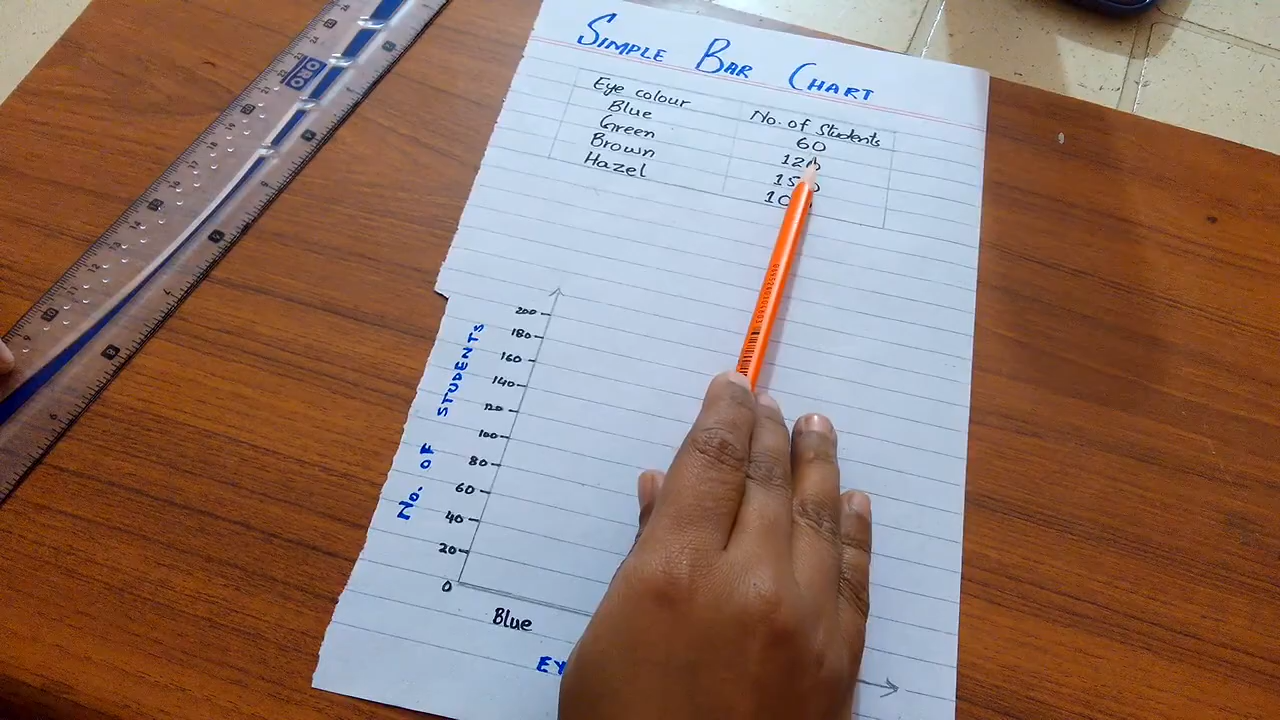 SIMPLE BAR CHART
Eye colour No. of Students
Blue 60
Green 120
Brown
Hazel
200
180
160
140
120
100
80
60
40
20
0
No. OF STUDENTS
Blue
ORO